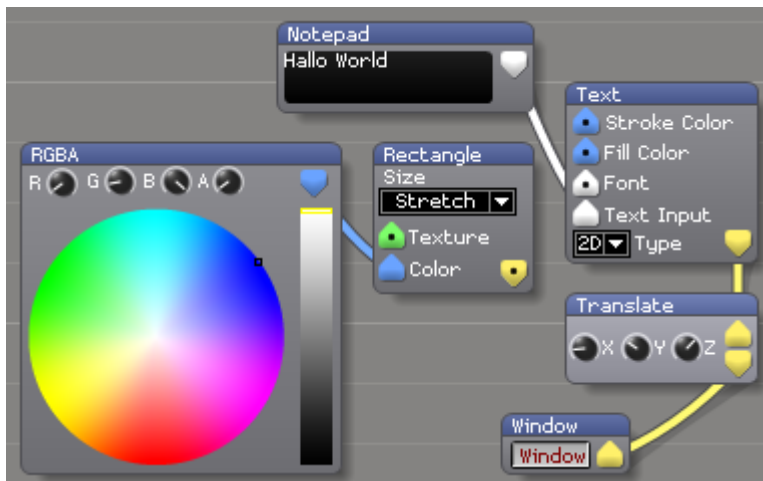 Notepad
Hallo World
Text
Stroke Color
Fill Color
Font
Text Input
2D Type
RGBA
R G B A
Rectangle
Size
Stretch
Texture
Color
Translate
X Y Z
Window
Window